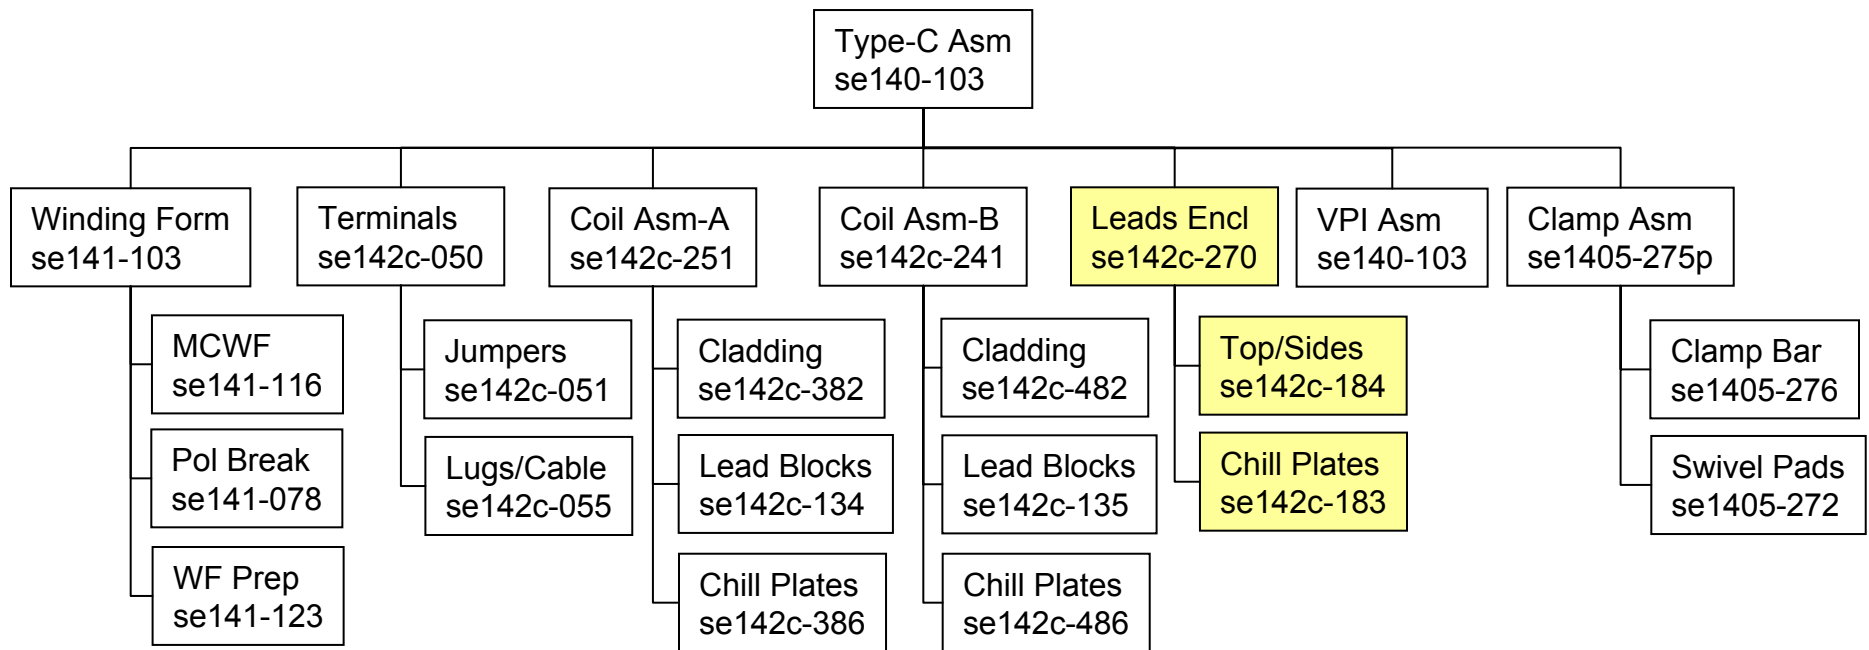 Type-C Asm
se140-103
Winding Form
se141-103
Terminals
se142c-050
Coil Asm-A
se142c-251
Coil Asm-B
se142c-241
Leads Encl
se142c-270
VPI Asm
se140-103
Clamp Asm
se1405-275p
MCWF
se141-116
Pol Break
se141-078
WF Prep
se141-123
Jumpers
se142c-051
Lugs/Cable
se142c-055
Cladding
se142c-382
Lead Blocks
se142c-134
Chill Plates
se142c-386
Cladding
se142c-482
Lead Blocks
se142c-135
Chill Plates
se142c-486
Top/Sides
se142c-184
Chill Plates
se142c-183
Clamp Bar
se1405-276
Swivel Pads
se1405-272